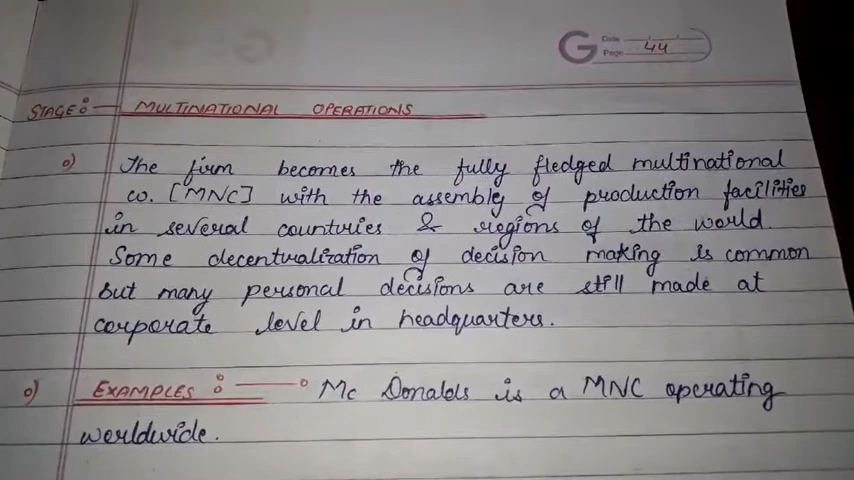 G Date
Page 44
STAGE :— MULTINATIONAL OPERATIONS
o) The firm becomes the fully fledged multinational
co. [MNC] with the assembly of production facilities
in several countries & regions of the world.
Some decentralization of decision making is common
but many personal decisions are still made at
corporate level in headquarters.
o) EXAMPLES :— Mc Donalds is a MNC operating
worldwide.